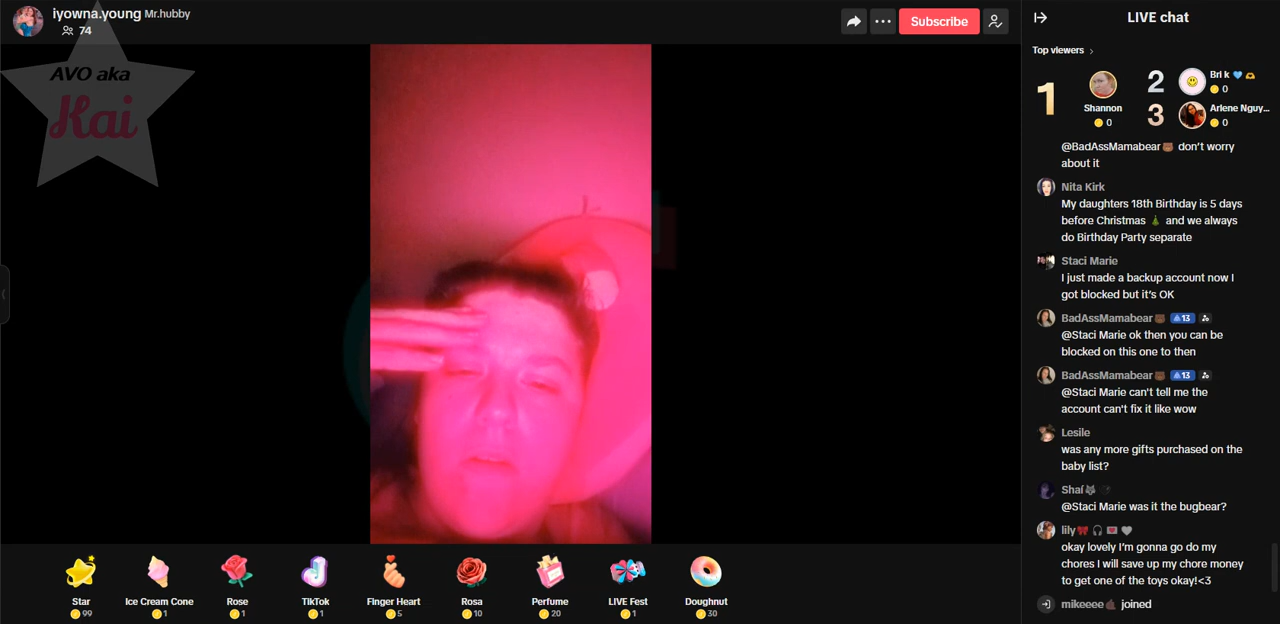 iyowna.young Mr.hubby
74
Subscribe
AVO aka
Kai
LIVE chat
Top viewers
1
Shannon
0
2
Bri k 💙 🫶
0
3
Arlene Nguy...
0
@BadAssMamabear🐻 don't worry
about it
Nita Kirk
My daughters 18th Birthday is 5 days
before Christmas 🎄 and we always
do Birthday Party separate
Staci Marie
I just made a backup account now I
got blocked but it's OK
BadAssMamabear🐻 13
@Staci Marie ok then you can be
blocked on this one to then
BadAssMamabear🐻 13
@Staci Marie can't tell me the
account can't fix it like wow
Lesile
was any more gifts purchased on the
baby list?
Shaí🐺
@Staci Marie was it the bugbear?
lily🎀 🎧 💌 🩶
okay lovely I'm gonna go do my
chores I will save up my chore money
to get one of the toys okay!<3
mikeeee joined
Star
99
Ice Cream Cone
1
Rose
1
TikTok
1
Finger Heart
5
Rosa
10
Perfume
20
LIVE Fest
1
Doughnut
30